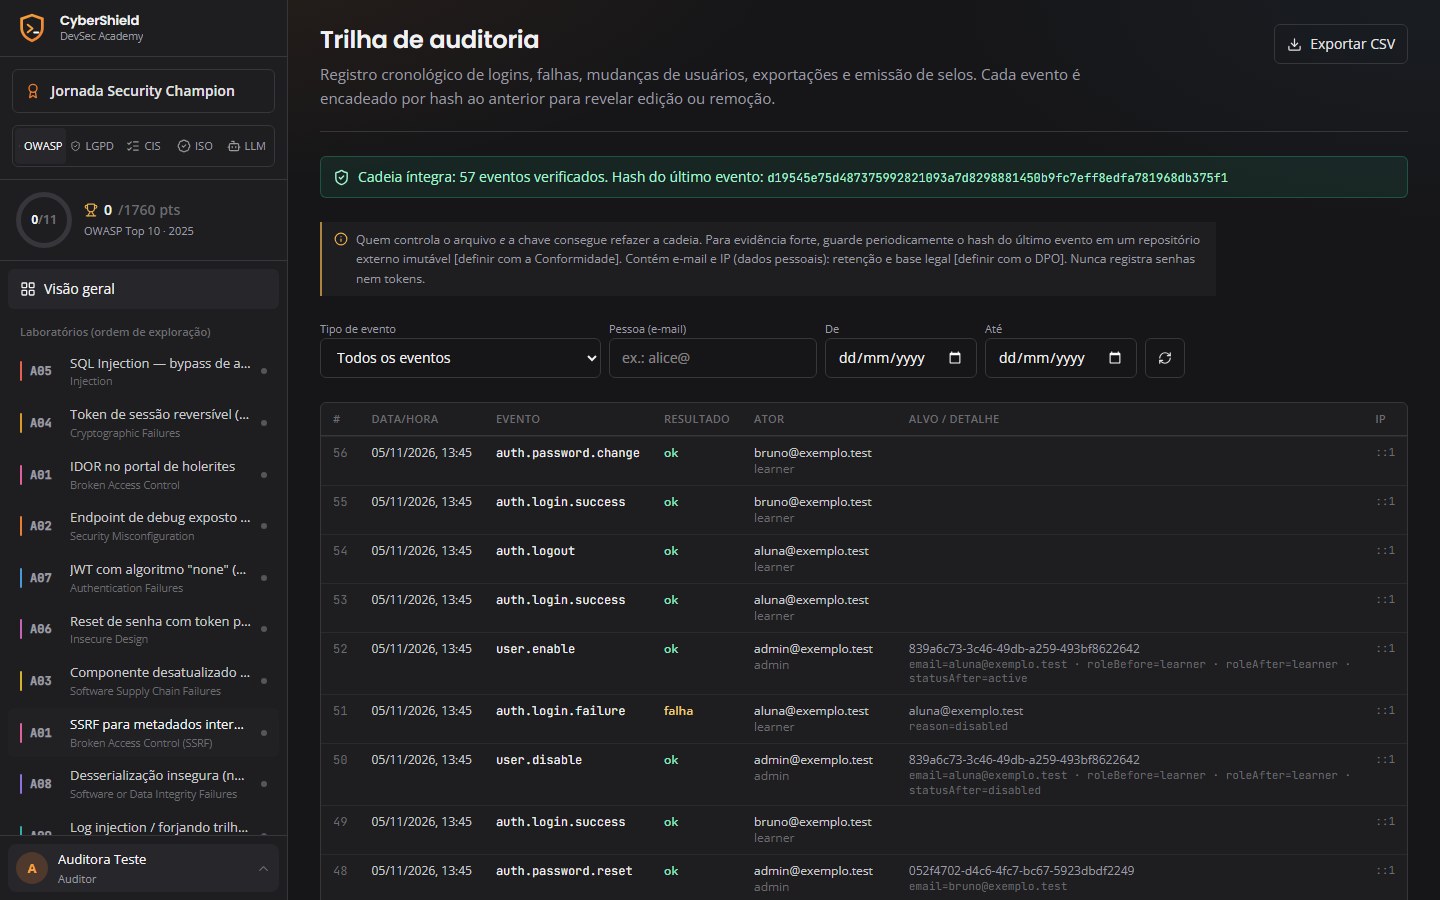 CyberShield
DevSec Academy
Jornada Security Champion
OWASP LGPD CIS ISO LLM
0/11
0 /1760 pts
OWASP Top 10 · 2025
Visão geral
Laboratórios (ordem de exploração)
A05 SQL Injection — bypass de a...
Injection
A04 Token de sessão reversível (...
Cryptographic Failures
A01 IDOR no portal de holerites
Broken Access Control
A02 Endpoint de debug exposto ...
Security Misconfiguration
A07 JWT com algoritmo "none" (...
Authentication Failures
A06 Reset de senha com token p...
Insecure Design
A03 Componente desatualizado ...
Software Supply Chain Failures
A01 SSRF para metadados inter...
Broken Access Control (SSRF)
A08 Desserialização insegura (n...
Software or Data Integrity Failures
Log injection / forjando trilh...
A
Auditora Teste
Auditor
Trilha de auditoria
Exportar CSV
Registro cronológico de logins, falhas, mudanças de usuários, exportações e emissão de selos. Cada evento é
encadeado por hash ao anterior para revelar edição ou remoção.
Cadeia íntegra: 57 eventos verificados. Hash do último evento: d19545e75d487375992821093a7d8298881450b9fc7eff8edfa781968db375f1
Quem controla o arquivo e a chave consegue refazer a cadeia. Para evidência forte, guarde periodicamente o hash do último evento em um repositório
externo imutável [definir com a Conformidade]. Contém e-mail e IP (dados pessoais): retenção e base legal [definir com o DPO]. Nunca registra senhas
nem tokens.
Tipo de evento Pessoa (e-mail) De Até
Todos os eventos ex.: alice@ dd/mm/yyyy dd/mm/yyyy
# DATA/HORA EVENTO RESULTADO ATOR ALVO / DETALHE IP
56 05/11/2026, 13:45 auth.password.change ok bruno@exemplo.test ::1
learner
55 05/11/2026, 13:45 auth.login.success ok bruno@exemplo.test ::1
learner
54 05/11/2026, 13:45 auth.logout ok aluna@exemplo.test ::1
learner
53 05/11/2026, 13:45 auth.login.success ok aluna@exemplo.test ::1
learner
52 05/11/2026, 13:45 user.enable ok admin@exemplo.test 839a6c73-3c46-49db-a259-493bf8622642 ::1
admin email=aluna@exemplo.test · roleBefore=learner · roleAfter=learner ·
statusAfter=active
51 05/11/2026, 13:45 auth.login.failure falha aluna@exemplo.test aluna@exemplo.test ::1
learner reason=disabled
50 05/11/2026, 13:45 user.disable ok admin@exemplo.test 839a6c73-3c46-49db-a259-493bf8622642 ::1
admin email=aluna@exemplo.test · roleBefore=learner · roleAfter=learner ·
statusAfter=disabled
49 05/11/2026, 13:45 auth.login.success ok bruno@exemplo.test ::1
learner
48 05/11/2026, 13:45 auth.password.reset ok admin@exemplo.test 052f4702-d4c6-4fc7-bc67-5923dbdf2249 ::1
admin email=bruno@exemplo.test